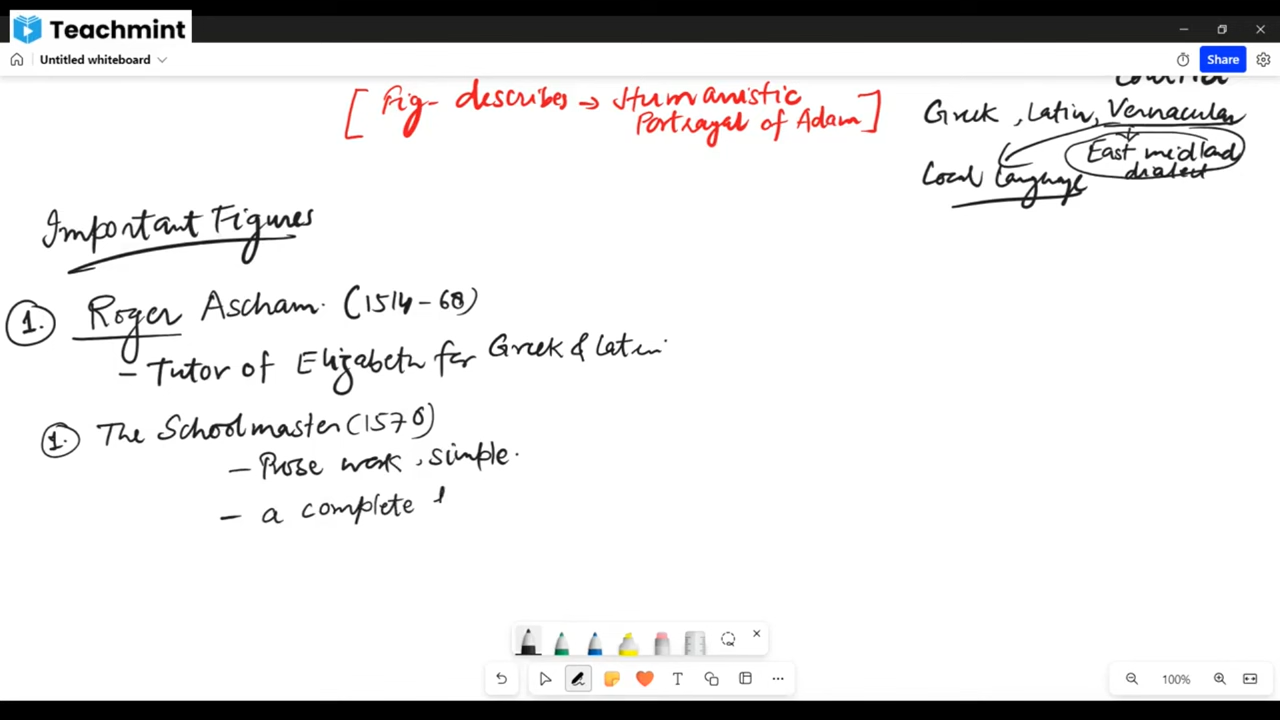 Teachmint
Untitled whiteboard
Share
[ Fig- describes → Humanistic
Portrayal of Adam ]
Greek, Latin, Vernacular
East midland
dialect
Local Language
Important Figures
1. Roger Ascham. (1514-68)
- Tutor of Elizabeth for Greek & Latin.
1. The Schoolmaster (1570)
- Prose work, simple.
- a complete
100%